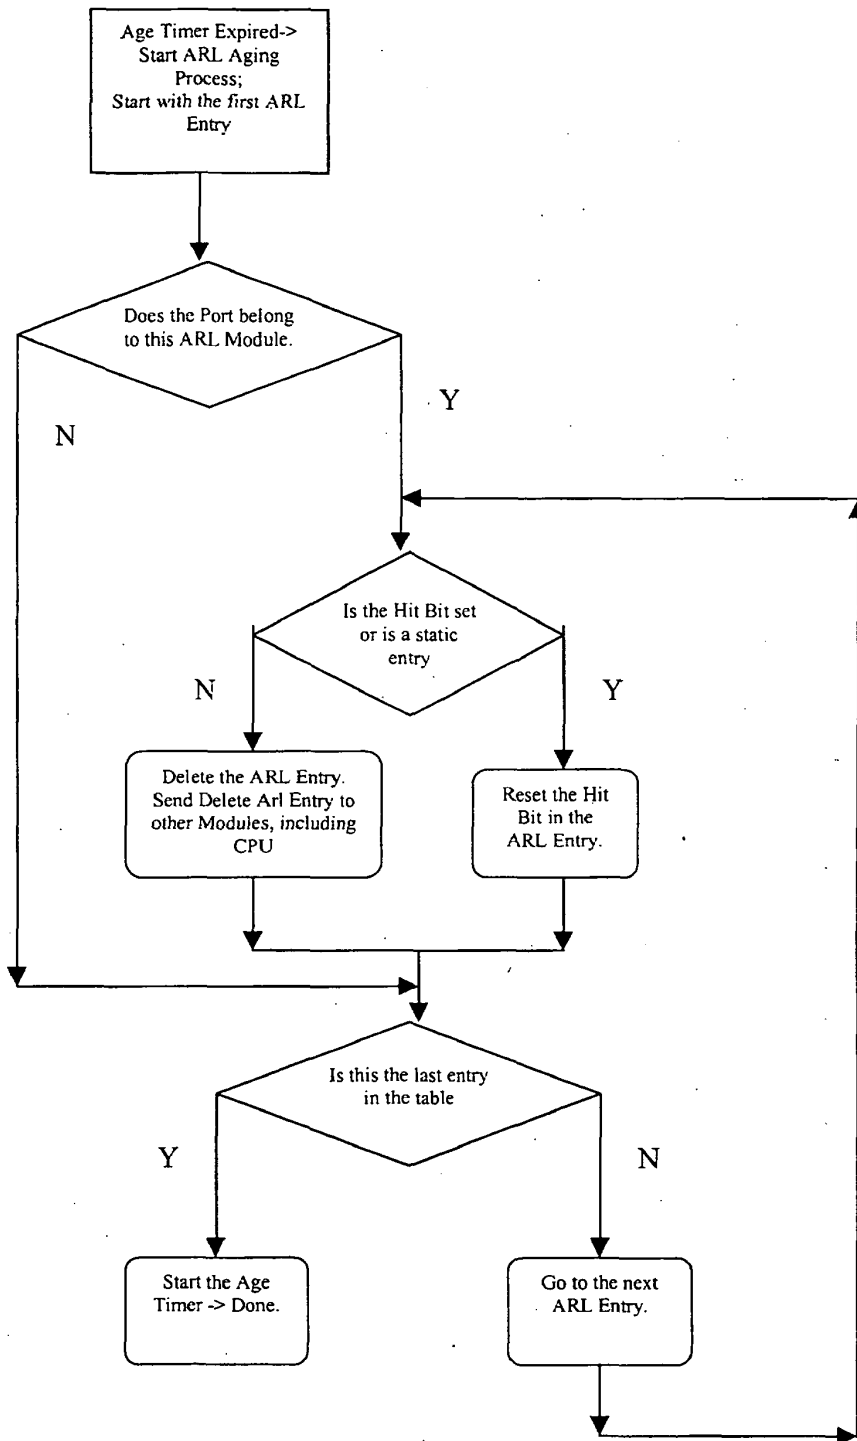 Age Timer Expired->
Start ARL Aging
Process;
Start with the first ARL
Entry
Does the Port belong
to this ARL Module.
N
Y
Is the Hit Bit set
or is a static
entry
N
Y
Delete the ARL Entry.
Send Delete Arl Entry to
other Modules, including
CPU
Reset the Hit
Bit in the
ARL Entry.
Is this the last entry
in the table
Y
N
Start the Age
Timer -> Done.
Go to the next
ARL Entry.